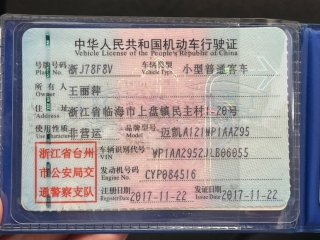 中华人民共和国机动车行驶证
Vehicle License of the People's Republic of China
号牌号码 浙J78F8V 车辆类型 小型普通客车
Plate No. Vehicle Type
所有人 王丽萍
Owner
住址 浙江省临海市上盘镇民主村1-20号
Address
使用性质 非营运 品牌型号 迈凯A12IWP1AA295
Use Character Model
浙江省台州 车辆识别代号
VIN WP1AA2952JLB06055
市公安局交 发动机号码
Engine No. CYP084516
通警察支队 注册日期 2017-11-22 发证日期 2017-11-22
Register Date Issue Date